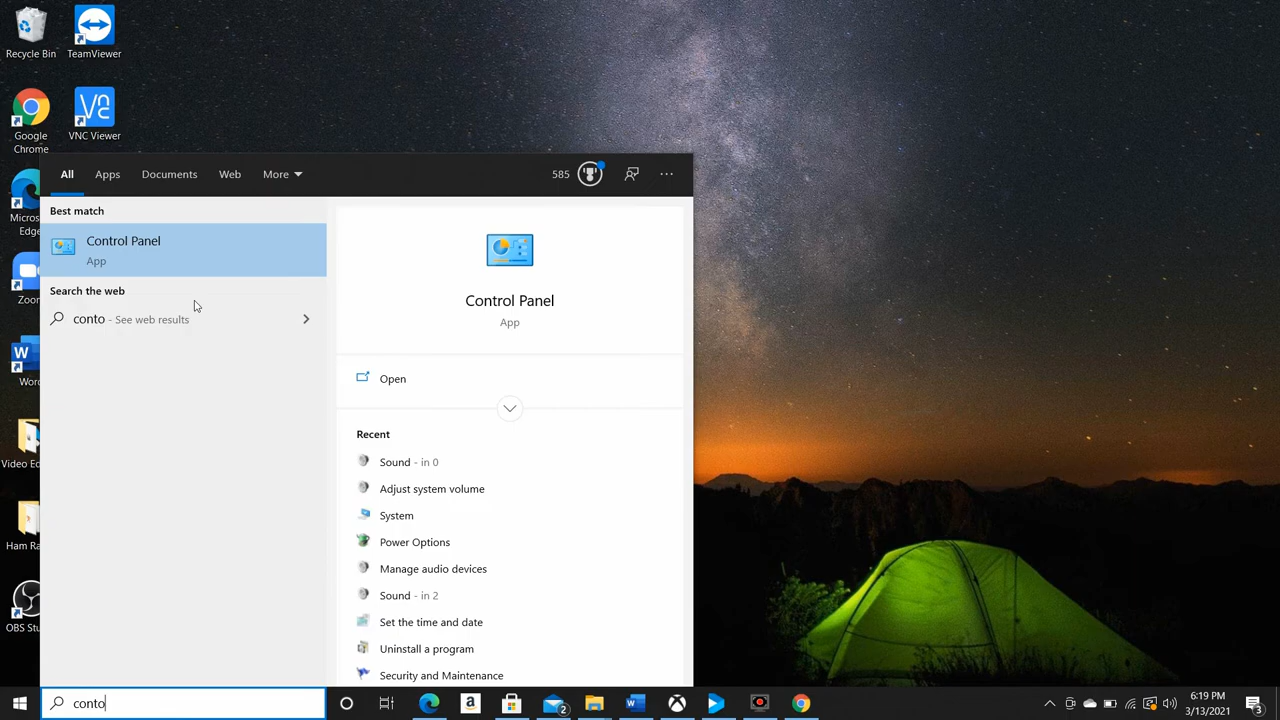 Recycle Bin
TeamViewer
Google
Chrome
VNC Viewer
Micros
Edge
Zoom
Word
Video Ed
Ham Ra
OBS Stu
All Apps Documents Web More
585
Best match
Control Panel
App
Search the web
conto - See web results
Control Panel
App
Open
Recent
Sound - in 0
Adjust system volume
System
Power Options
Manage audio devices
Sound - in 2
Set the time and date
Uninstall a program
Security and Maintenance
conto
2
6:19 PM
3/13/2021
3